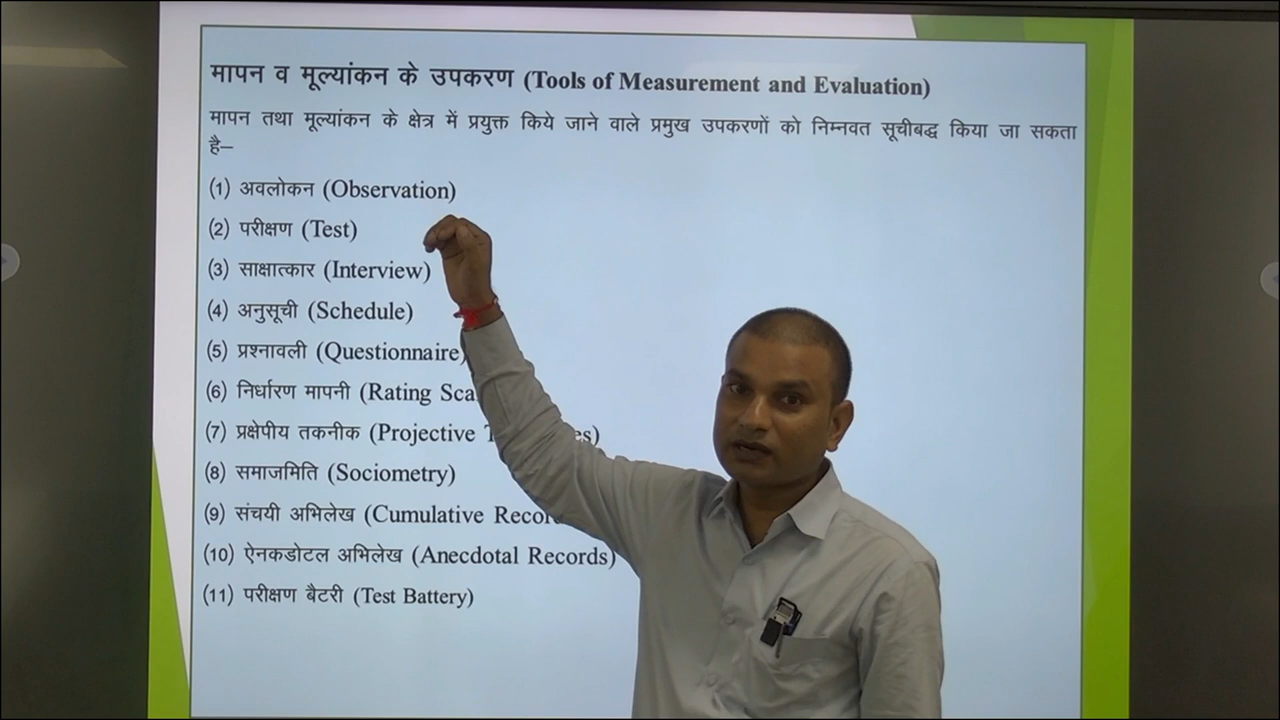 मापन व मूल्यांकन के उपकरण (Tools of Measurement and Evaluation)
मापन तथा मूल्यांकन के क्षेत्र में प्रयुक्त किये जाने वाले प्रमुख उपकरणों को निम्नवत सूचीबद्ध किया जा सकता
है–
(1) अवलोकन (Observation)
(2) परीक्षण (Test)
(3) साक्षात्कार (Interview)
(4) अनुसूची (Schedule)
(5) प्रश्नावली (Questionnaire)
(6) निर्धारण मापनी (Rating
(7) प्रक्षेपीय तकनीक (Projective
(8) समाजमिति (Sociometry)
(9) संचयी अभिलेख (Cumulative
(10) ऐनकडोटल अभिलेख (Anecdotal Records)
(11) परीक्षण बैटरी (Test Battery)